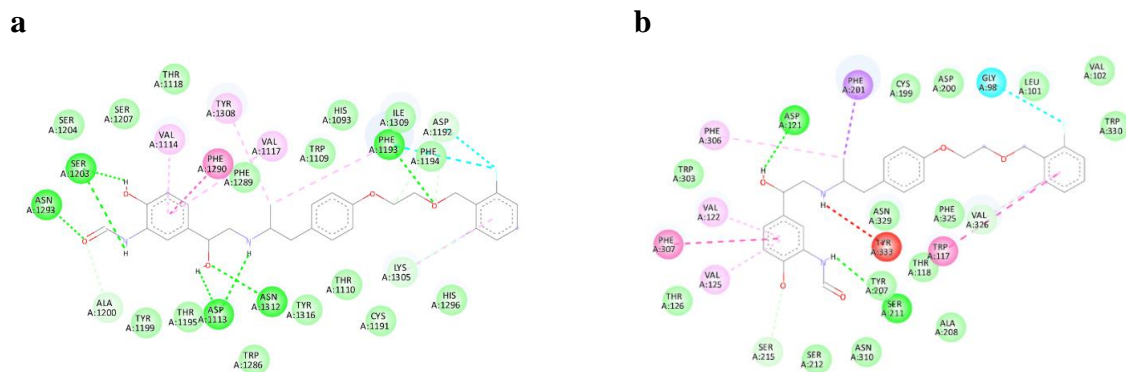 a
THR
A:1118
SER
A:1207
SER
A:1204
TYR
A:1308
VAL
A:1114
VAL
A:1117
HIS
A:1093
ILE
A:1309
ASP
A:1192
PHE
A:1193
PHE
A:1194
TRP
A:1109
PHE
A:1290
PHE
A:1289
SER
A:1203
ASN
A:1293
H
O
O
N
H
O
H
N
H
O
O
LYS
A:1305
HIS
A:1296
THR
A:1110
CYS
A:1191
ALA
A:1200
TYR
A:1199
THR
A:1195
ASP
A:1113
ASN
A:1312
TYR
A:1316
TRP
A:1286
b
PHE
A:201
CYS
A:199
ASP
A:200
GLY
A:98
LEU
A:101
VAL
A:102
TRP
A:330
ASP
A:121
PHE
A:306
TRP
A:303
H
O
N
H
O
O
VAL
A:122
ASN
A:329
PHE
A:325
VAL
A:326
PHE
A:307
TYR
A:333
TRP
A:117
THR
A:118
VAL
A:125
N
H
O
O
TYR
A:207
SER
A:211
THR
A:126
ALA
A:208
SER
A:215
SER
A:212
ASN
A:310